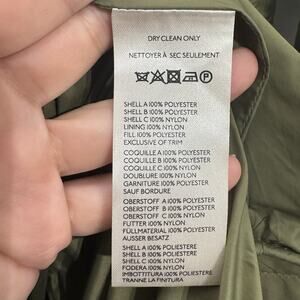 DRY CLEAN ONLY
NETTOYER À SEC SEULEMENT
P
SHELL A 100% POLYESTER
SHELL B 100% POLYESTER
SHELL C 100% NYLON
LINING 100% NYLON
FILL 100% POLYESTER
EXCLUSIVE OF TRIM
COQUILLE A 100% POLYESTER
COQUILLE B 100% POLYESTER
COQUILLE C 100% NYLON
DOUBLURE 100% NYLON
GARNITURE 100% POLYESTER
SAUF BORDURE
OBERSTOFF A 100% POLYESTER
OBERSTOFF B 100% POLYESTER
OBERSTOFF C 100% NYLON
FUTTER 100% NYLON
FÜLLMATERIAL 100% POLYESTER
AUSSER BESATZ
SHELL A 100% POLIESTERE
SHELL B 100% POLIESTERE
SHELL C 100% NYLON
FODERA 100% NYLON
IMBOTTITURA 100% POLIESTERE
TRANNE LA FINITURA